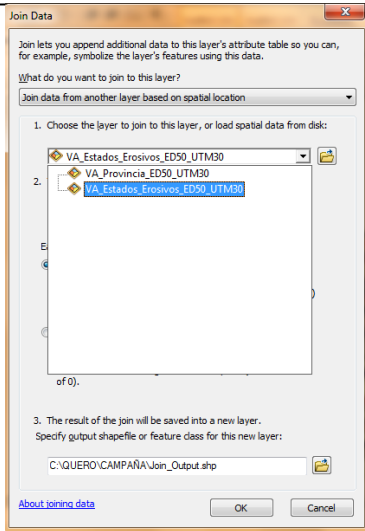 Join Data
Join lets you append additional data to this layer's attribute table so you can,
for example, symbolize the layer's features using this data.
What do you want to join to this layer?
Join data from another layer based on spatial location
1. Choose the layer to join to this layer, or load spatial data from disk:
VA_Estados_Erosivos_ED50_UTM30
VA_Provincia_ED50_UTM30
2.
VA_Estados_Erosivos_ED50_UTM30
of 0).
3. The result of the join will be saved into a new layer.
Specify output shapefile or feature class for this new layer:
C:\QUERO\CAMPAÑA\Join_Output.shp
About joining data
OK
Cancel